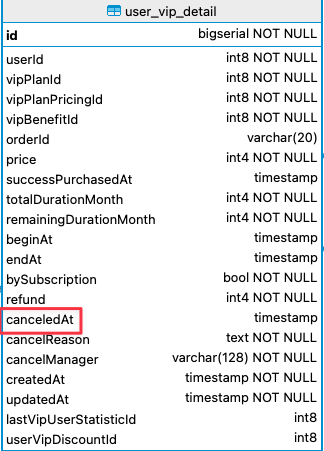 user_vip_detail
id bigserial NOT NULL
userId int8 NOT NULL
vipPlanId int8 NOT NULL
vipPlanPricingId int8 NOT NULL
vipBenefitId int8 NOT NULL
orderId varchar(20)
price int4 NOT NULL
successPurchasedAt timestamp
totalDurationMonth int4 NOT NULL
remainingDurationMonth int4 NOT NULL
beginAt timestamp
endAt timestamp
bySubscription bool NOT NULL
refund int4 NOT NULL
canceledAt timestamp
cancelReason text NOT NULL
cancelManager varchar(128) NOT NULL
createdAt timestamp NOT NULL
updatedAt timestamp NOT NULL
lastVipUserStatisticId int8
userVipDiscountId int8